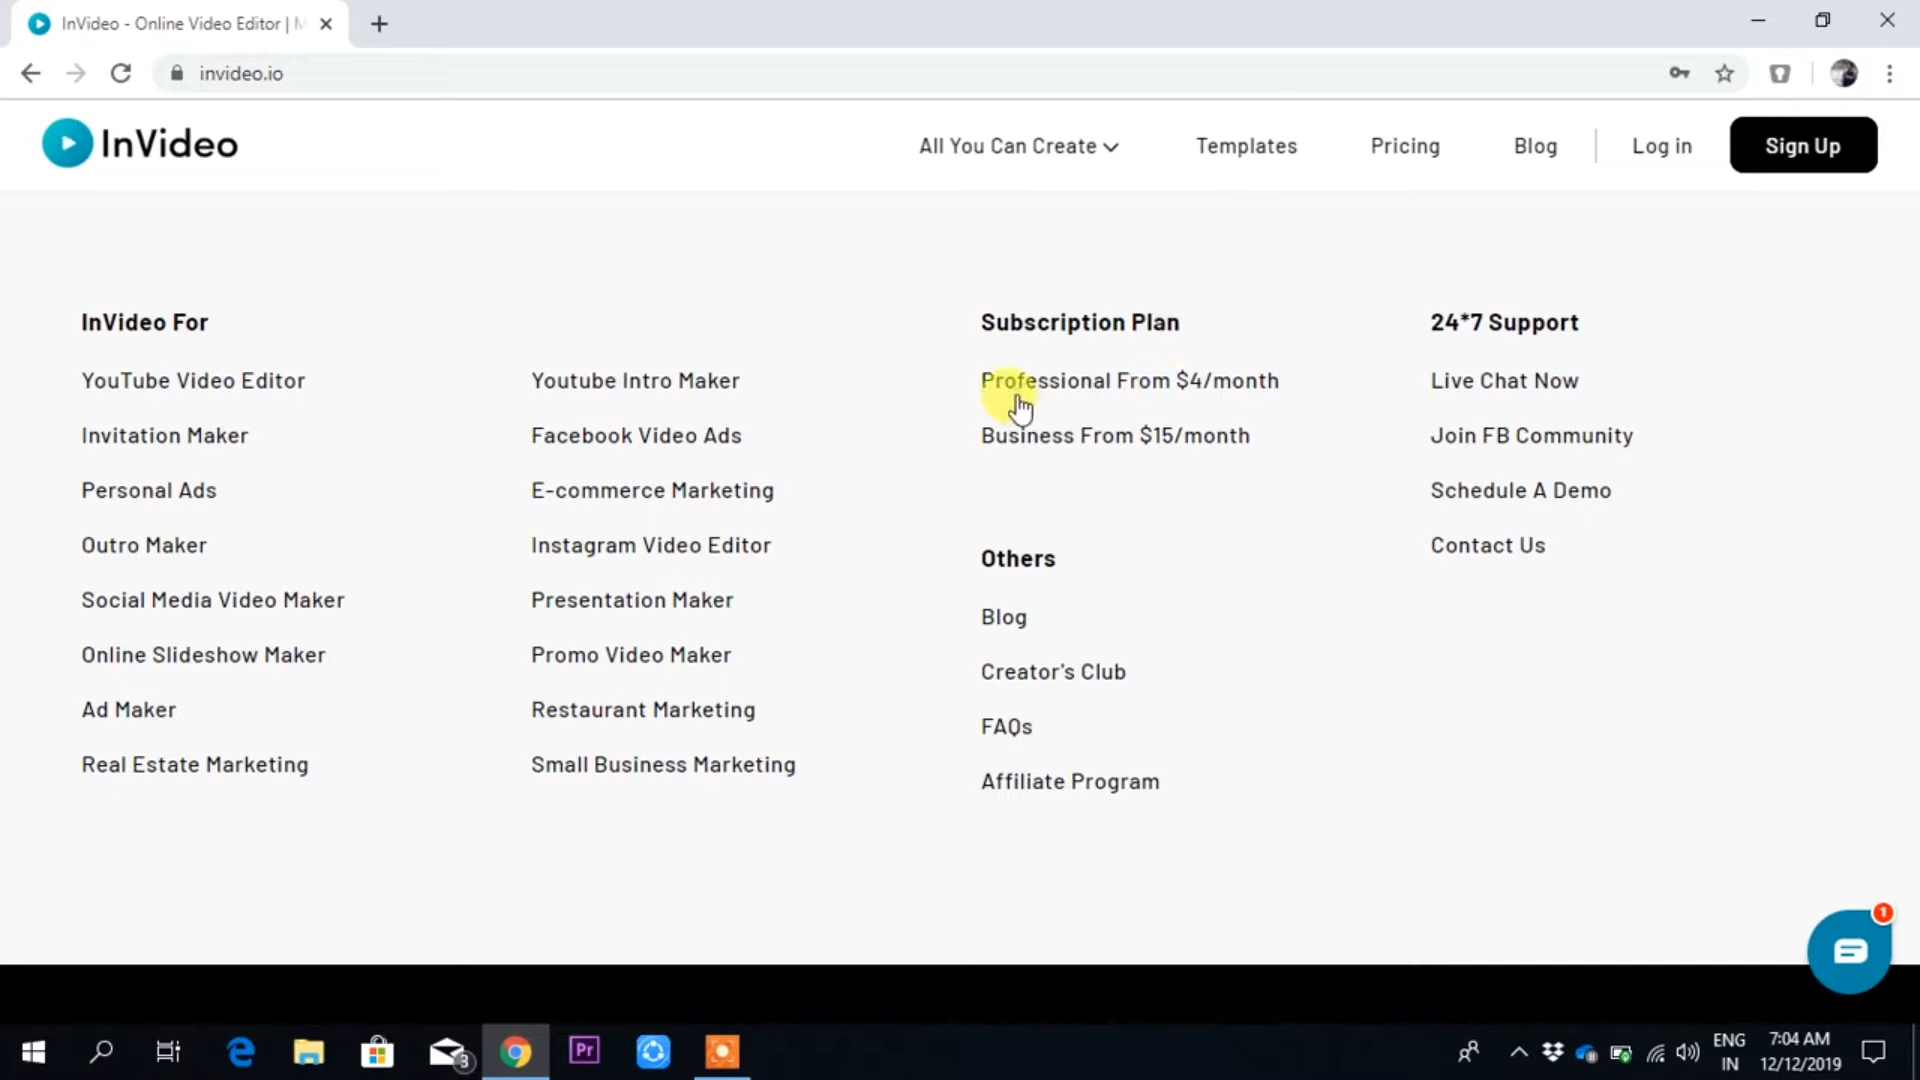 InVideo - Online Video Editor | M
invideo.io
InVideo
All You Can Create
Templates
Pricing
Blog
Log in
Sign Up
InVideo For
YouTube Video Editor
Invitation Maker
Personal Ads
Outro Maker
Social Media Video Maker
Online Slideshow Maker
Ad Maker
Real Estate Marketing
Youtube Intro Maker
Facebook Video Ads
E-commerce Marketing
Instagram Video Editor
Presentation Maker
Promo Video Maker
Restaurant Marketing
Small Business Marketing
Subscription Plan
Professional From $4/month
Business From $15/month
Others
Blog
Creator's Club
FAQs
Affiliate Program
24*7 Support
Live Chat Now
Join FB Community
Schedule A Demo
Contact Us
1
3
Pr
ENG
IN
7:04 AM
12/12/2019